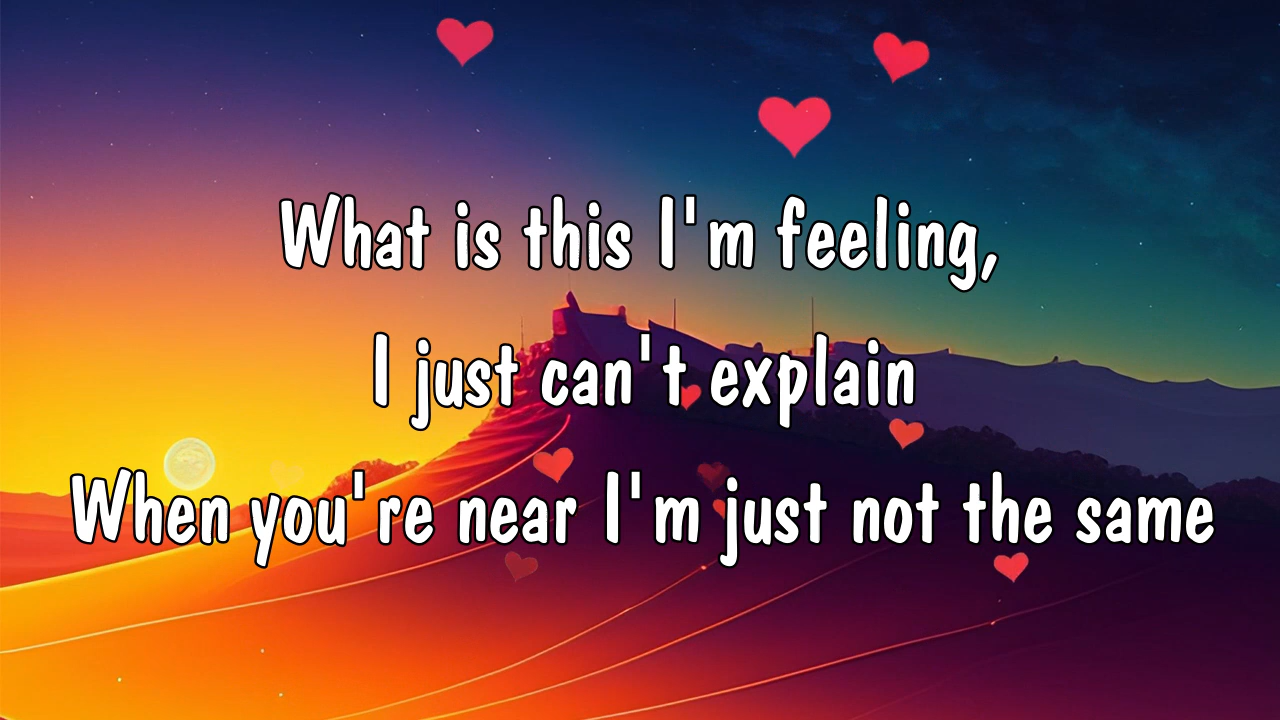 What is this I'm feeling,
I just can't explain
When you're near I'm just not the same